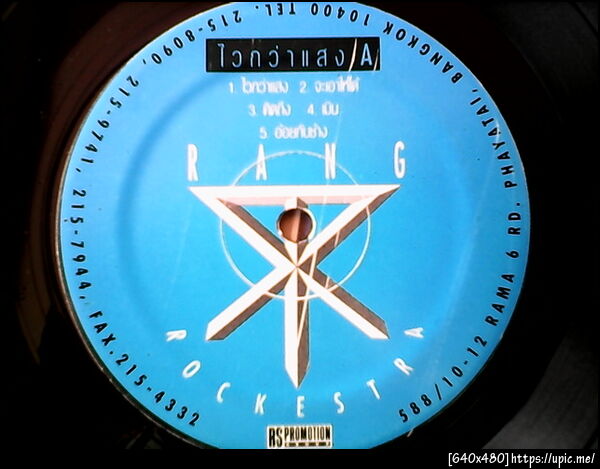 ไวกว่าแสง/A
1. ไวกว่าแสง 2. จะเอาให้ได้
3. คิดถึง 4. เมิน
5. อ้อยกับช้าง
RANG
ROCKESTRA
588/10-12 RAMA 6 RD. PHAYATAI, BANGKOK 10400 TEL. 215-8090, 215-9741, 215-7944, FAX. 215-4332
RS PROMOTION
[640x480]https://upic.me/